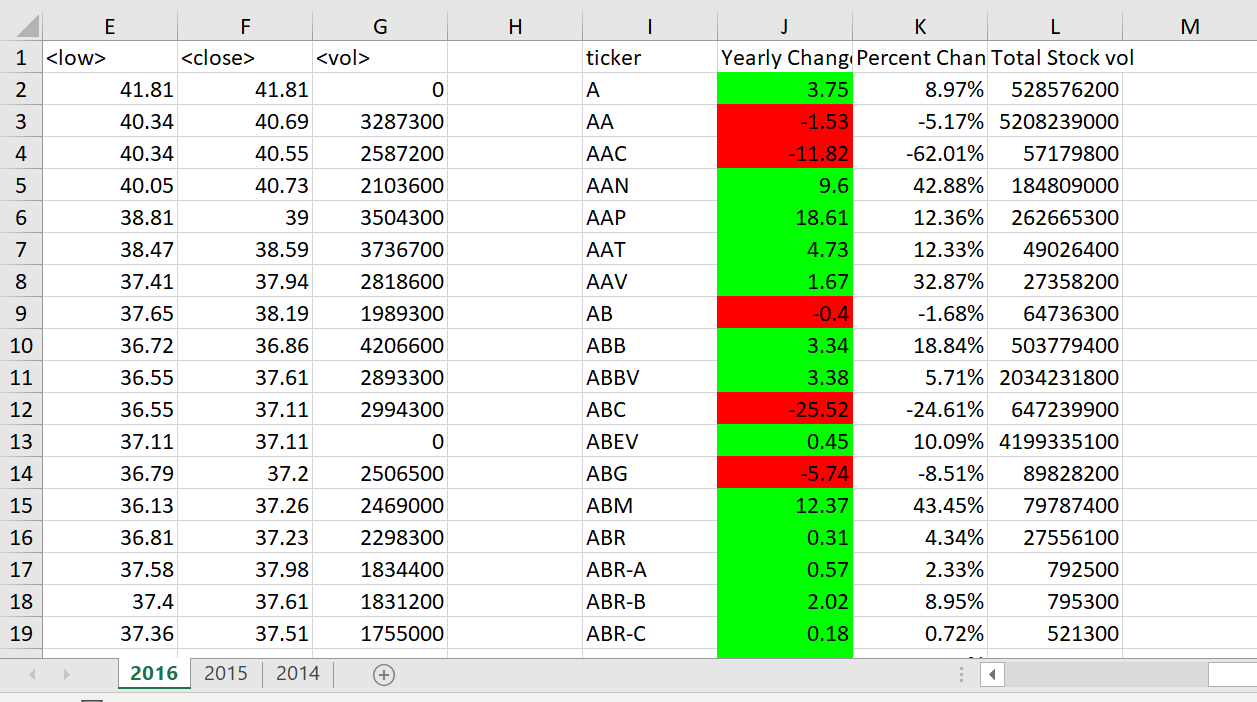 E F G H I J K L M
1 <low> <close> <vol> ticker Yearly Change Percent Chan Total Stock vol
2 41.81 41.81 0 A 3.75 8.97% 528576200
3 40.34 40.69 3287300 AA -1.53 -5.17% 5208239000
4 40.34 40.55 2587200 AAC -11.82 -62.01% 57179800
5 40.05 40.73 2103600 AAN 9.6 42.88% 184809000
6 38.81 39 3504300 AAP 18.61 12.36% 262665300
7 38.47 38.59 3736700 AAT 4.73 12.33% 49026400
8 37.41 37.94 2818600 AAV 1.67 32.87% 27358200
9 37.65 38.19 1989300 AB -0.4 -1.68% 64736300
10 36.72 36.86 4206600 ABB 3.34 18.84% 503779400
11 36.55 37.61 2893300 ABBV 3.38 5.71% 2034231800
12 36.55 37.11 2994300 ABC -25.52 -24.61% 647239900
13 37.11 37.11 0 ABEV 0.45 10.09% 4199335100
14 36.79 37.2 2506500 ABG -5.74 -8.51% 89828200
15 36.13 37.26 2469000 ABM 12.37 43.45% 79787400
16 36.81 37.23 2298300 ABR 0.31 4.34% 27556100
17 37.58 37.98 1834400 ABR-A 0.57 2.33% 792500
18 37.4 37.61 1831200 ABR-B 2.02 8.95% 795300
19 37.36 37.51 1755000 ABR-C 0.18 0.72% 521300
2016 2015 2014